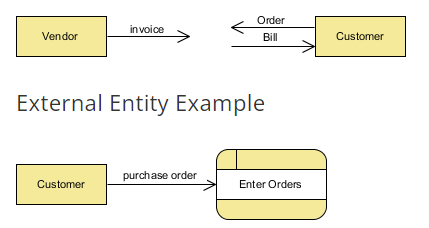 Vendor
invoice
Order
Bill
Customer
External Entity Example
Customer
purchase order
Enter Orders